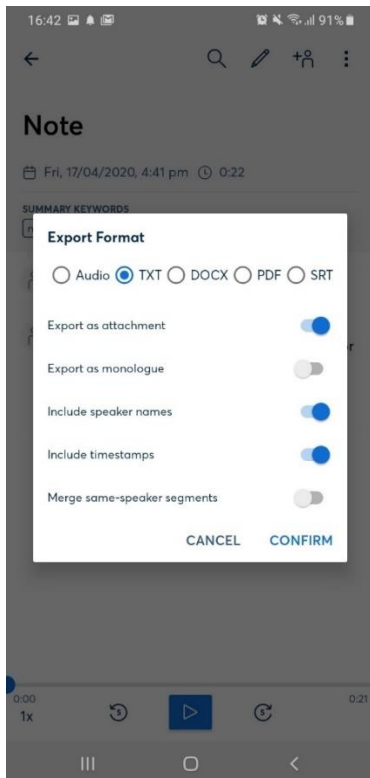 16:42 91%
Note
Fri, 17/04/2020, 4:41 pm 0:22
SUMMARY KEYWORDS
Export Format
Audio TXT DOCX PDF SRT
Export as attachment
Export as monologue
Include speaker names
Include timestamps
Merge same-speaker segments
CANCEL CONFIRM
0:00 0:21
1x 5 5